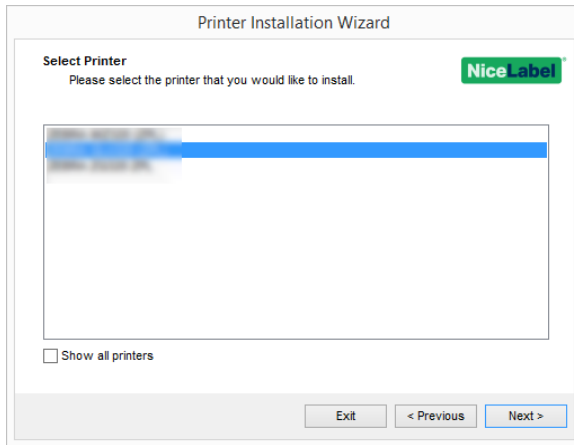 Printer Installation Wizard
Select Printer
Please select the printer that you would like to install.
NiceLabel®
Show all printers
Exit
< Previous
Next >